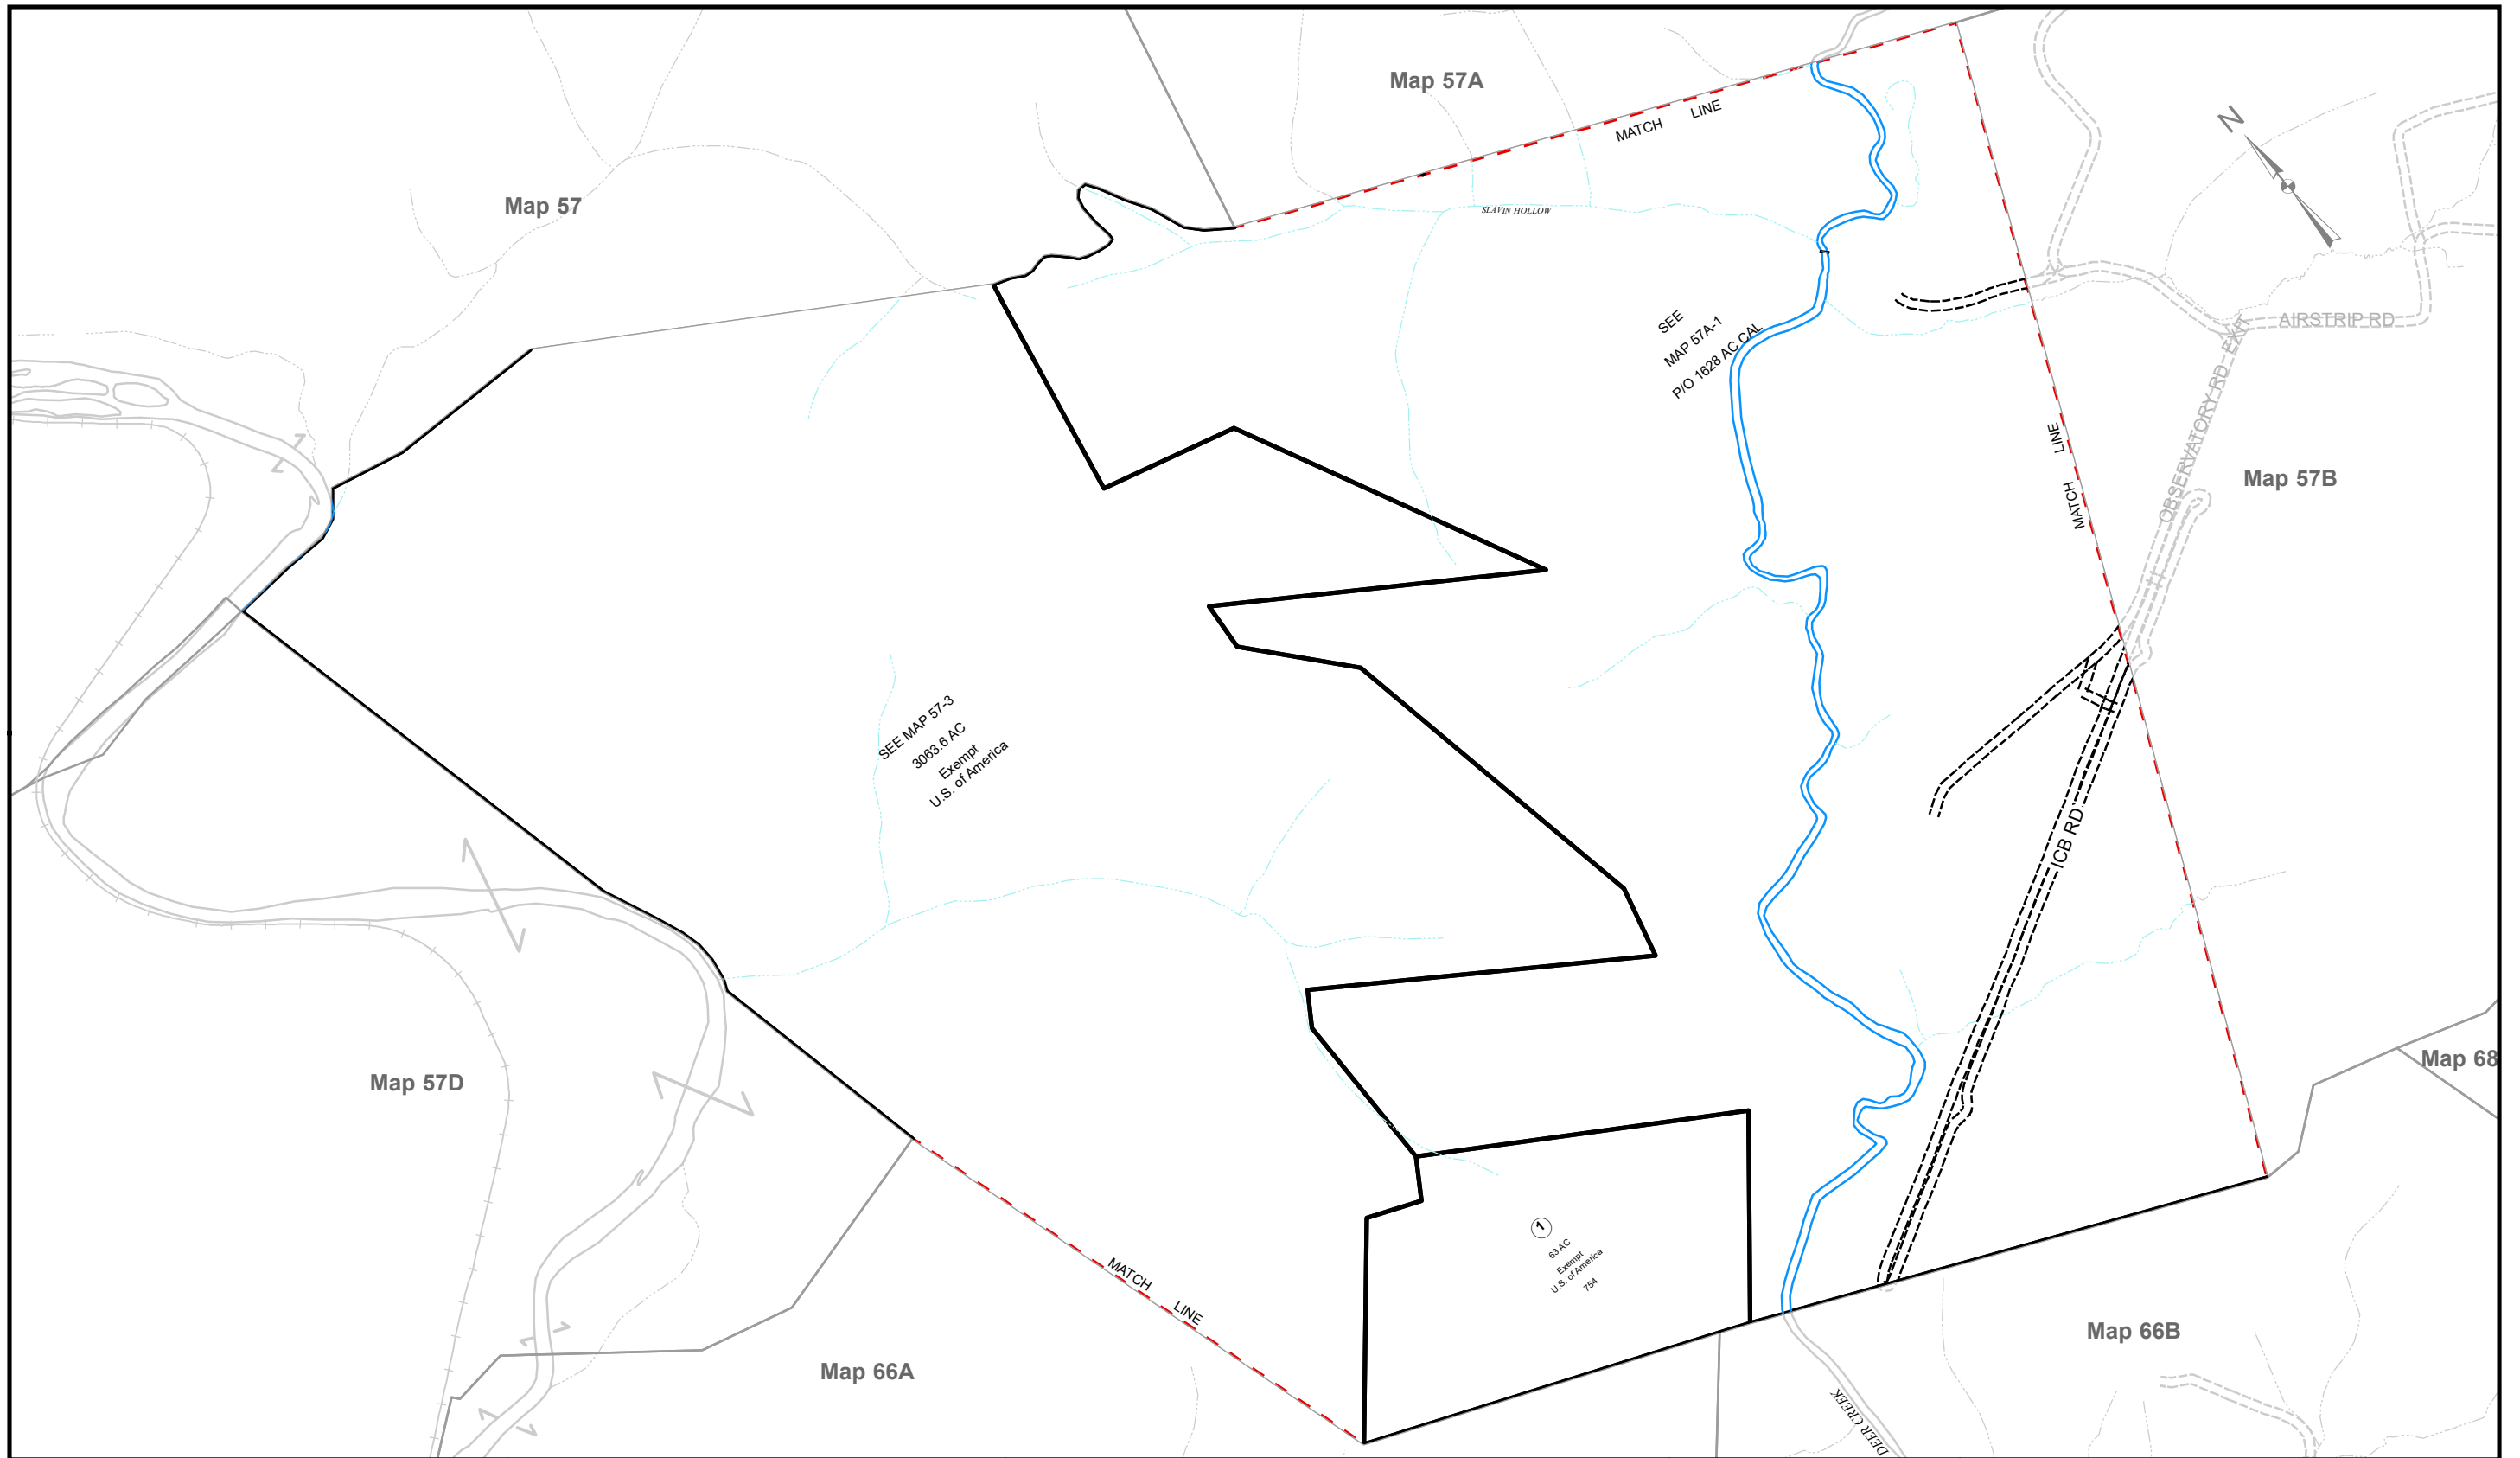 Map 57A
MATCH LINE
N
Map 57
SLAVIN HOLLOW
SEE
MAP 57A-1
P/O 1628 AC CAL
AIRSTRIP RD
OBSERVATORY RD EXIT
MATCH LINE
Map 57B
SEE MAP 57-3
3063.6 AC
Exempt
U.S. of America
ICB RD
Map 57D
Map 68
1
63 AC
Exempt
U.S. of America
754
MATCH LINE
Map 66A
Map 66B
DEER CREEK